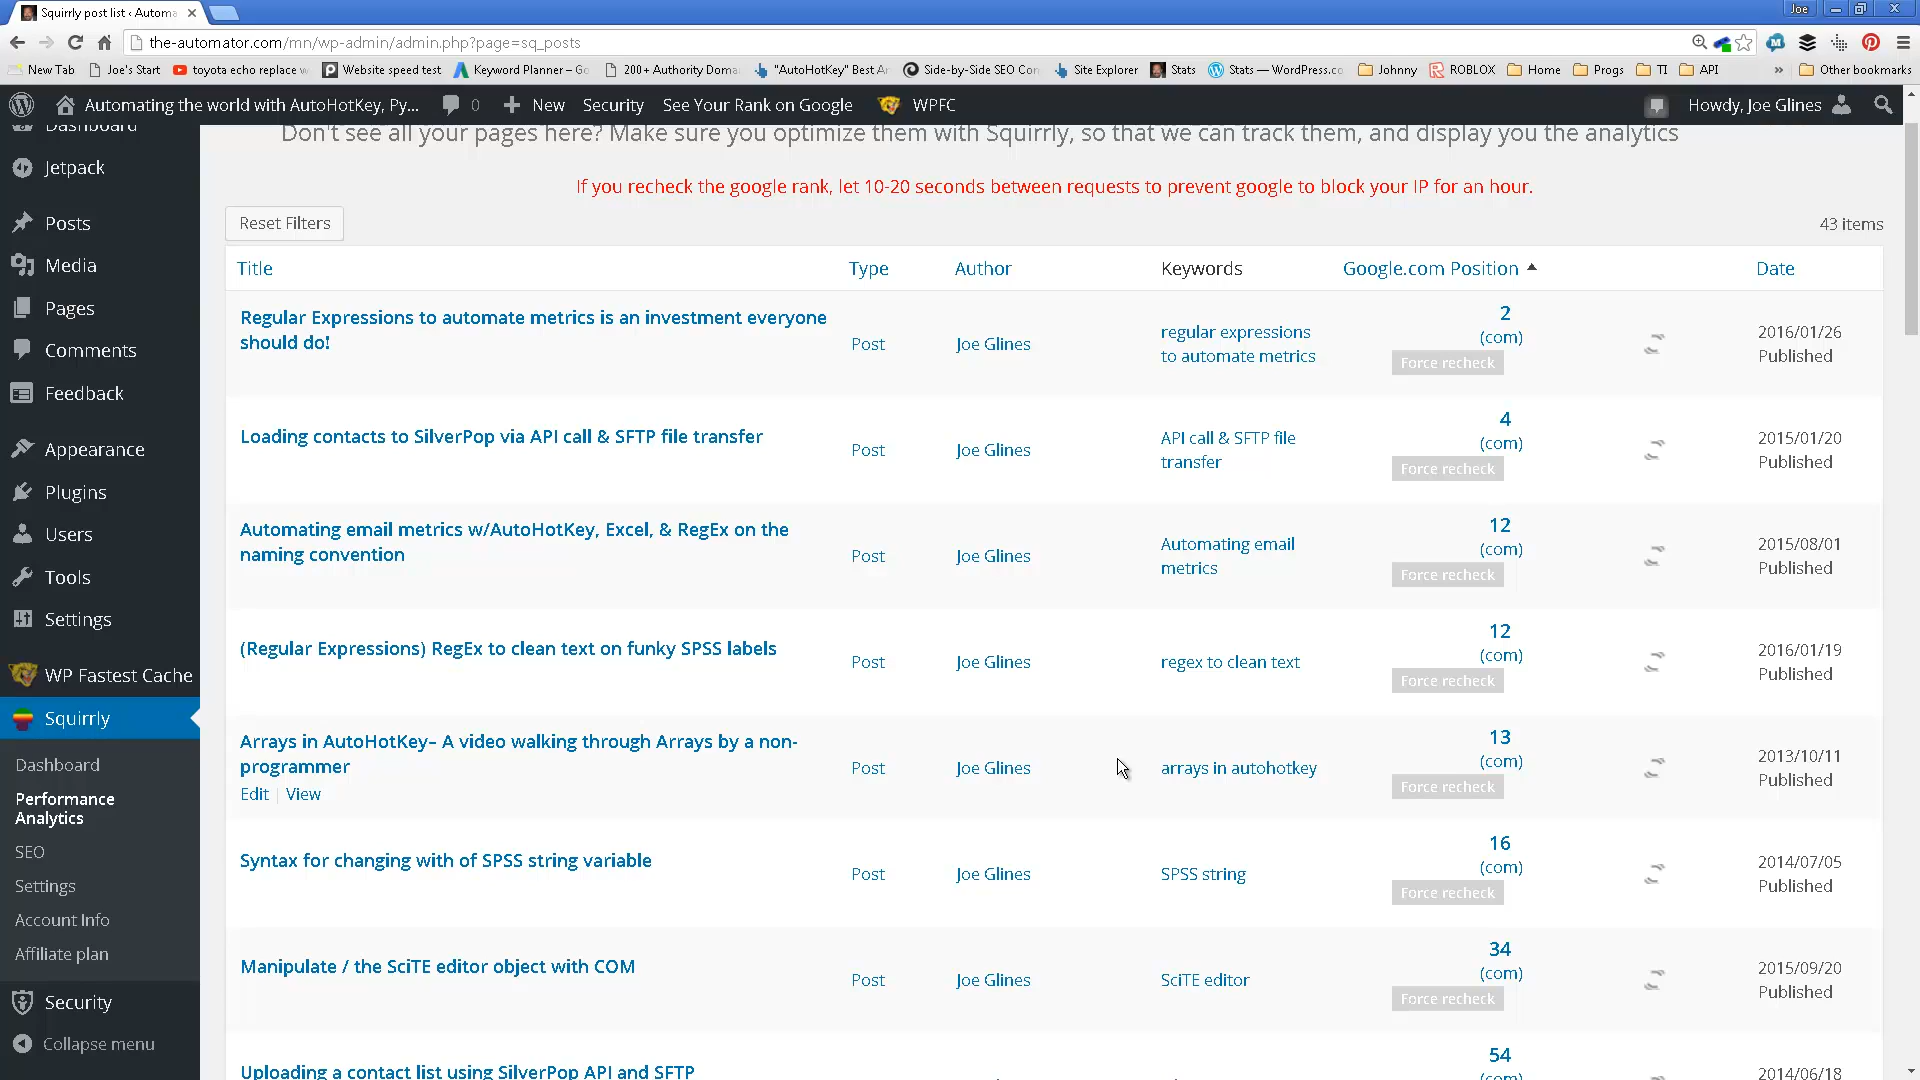 Squirrly post list ‹ Automa
Joe
the-automator.com/mn/wp-admin/admin.php?page=sq_posts
New Tab
Joe's Start
toyota echo replace
Website speed test
Keyword Planner – Go
200+ Authority Doma
"AutoHotKey" Best A
Side-by-Side SEO Co
Site Explorer
Stats
Stats — WordPress.c
Johnny
ROBLOX
Home
Progs
TI
API
»
Other bookmarks
Automating the world with AutoHotKey, Py...
0
New
Security
See Your Rank on Google
WPFC
Howdy, Joe Glines
Dashboard
Jetpack
Posts
Media
Pages
Comments
Feedback
Appearance
Plugins
Users
Tools
Settings
WP Fastest Cache
Squirrly
Dashboard
Performance
Analytics
SEO
Settings
Account Info
Affiliate plan
Security
Collapse menu
Don't see all your pages here? Make sure you optimize them with Squirrly, so that we can track them, and display you the analytics
If you recheck the google rank, let 10-20 seconds between requests to prevent google to block your IP for an hour.
Reset Filters
43 items
Title
Type
Author
Keywords
Google.com Position
Date
Regular Expressions to automate metrics is an investment everyone
should do!
Post
Joe Glines
regular expressions
to automate metrics
2
(com)
Force recheck
2016/01/26
Published
Loading contacts to SilverPop via API call & SFTP file transfer
Post
Joe Glines
API call & SFTP file
transfer
4
(com)
Force recheck
2015/01/20
Published
Automating email metrics w/AutoHotKey, Excel, & RegEx on the
naming convention
Post
Joe Glines
Automating email
metrics
12
(com)
Force recheck
2015/08/01
Published
(Regular Expressions) RegEx to clean text on funky SPSS labels
Post
Joe Glines
regex to clean text
12
(com)
Force recheck
2016/01/19
Published
Arrays in AutoHotKey– A video walking through Arrays by a non-
programmer
Edit | View
Post
Joe Glines
arrays in autohotkey
13
(com)
Force recheck
2013/10/11
Published
Syntax for changing with of SPSS string variable
Post
Joe Glines
SPSS string
16
(com)
Force recheck
2014/07/05
Published
Manipulate / the SciTE editor object with COM
Post
Joe Glines
SciTE editor
34
(com)
Force recheck
2015/09/20
Published
Uploading a contact list using SilverPop API and SFTP
54
(com)
2014/06/18